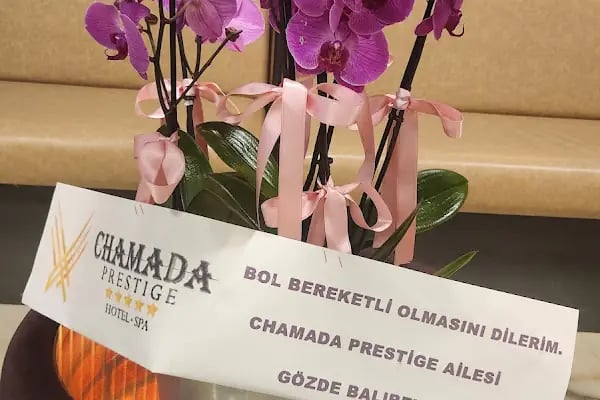 CHAMADA
PRESTIGE
HOTEL • SPA
BOL BEREKETLİ OLMASINI DİLERİM.
CHAMADA PRESTİGE AİLESİ
GÖZDE